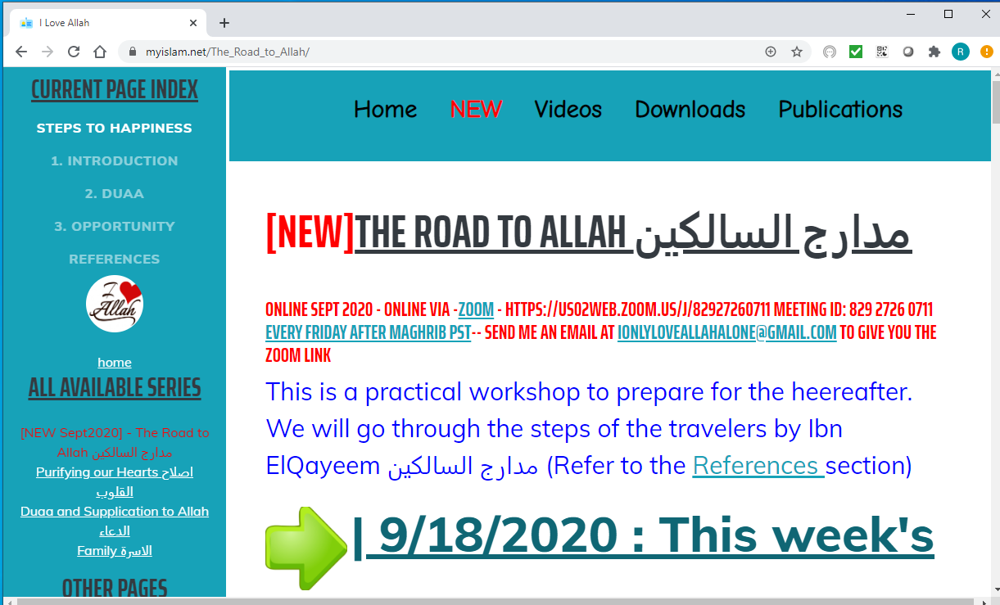 I Love Allah
myislam.net/The_Road_to_Allah/
R
CURRENT PAGE INDEX
STEPS TO HAPPINESS
1. INTRODUCTION
2. DUAA
3. OPPORTUNITY
REFERENCES
I
Allah
home
ALL AVAILABLE SERIES
[NEW Sept2020] - The Road to
Allah مدارج السالكين
Purifying our Hearts اصلاح
القلوب
Duaa and Supplication to Allah
الدعاء
Family الاسرة
OTHER PAGES
Home NEW Videos Downloads Publications
[NEW]THE ROAD TO ALLAH مدارج السالكين
ONLINE SEPT 2020 - ONLINE VIA -ZOOM - HTTPS://US02WEB.ZOOM.US/J/82927260711 MEETING ID: 829 2726 0711
EVERY FRIDAY AFTER MAGHRIB PST-- SEND ME AN EMAIL AT IONLYLOVEALLAHALONE@GMAIL.COM TO GIVE YOU THE
ZOOM LINK
This is a practical workshop to prepare for the heereafter.
We will go through the steps of the travelers by Ibn
ElQayeem مدارج السالكين (Refer to the References section)
| 9/18/2020 : This week's